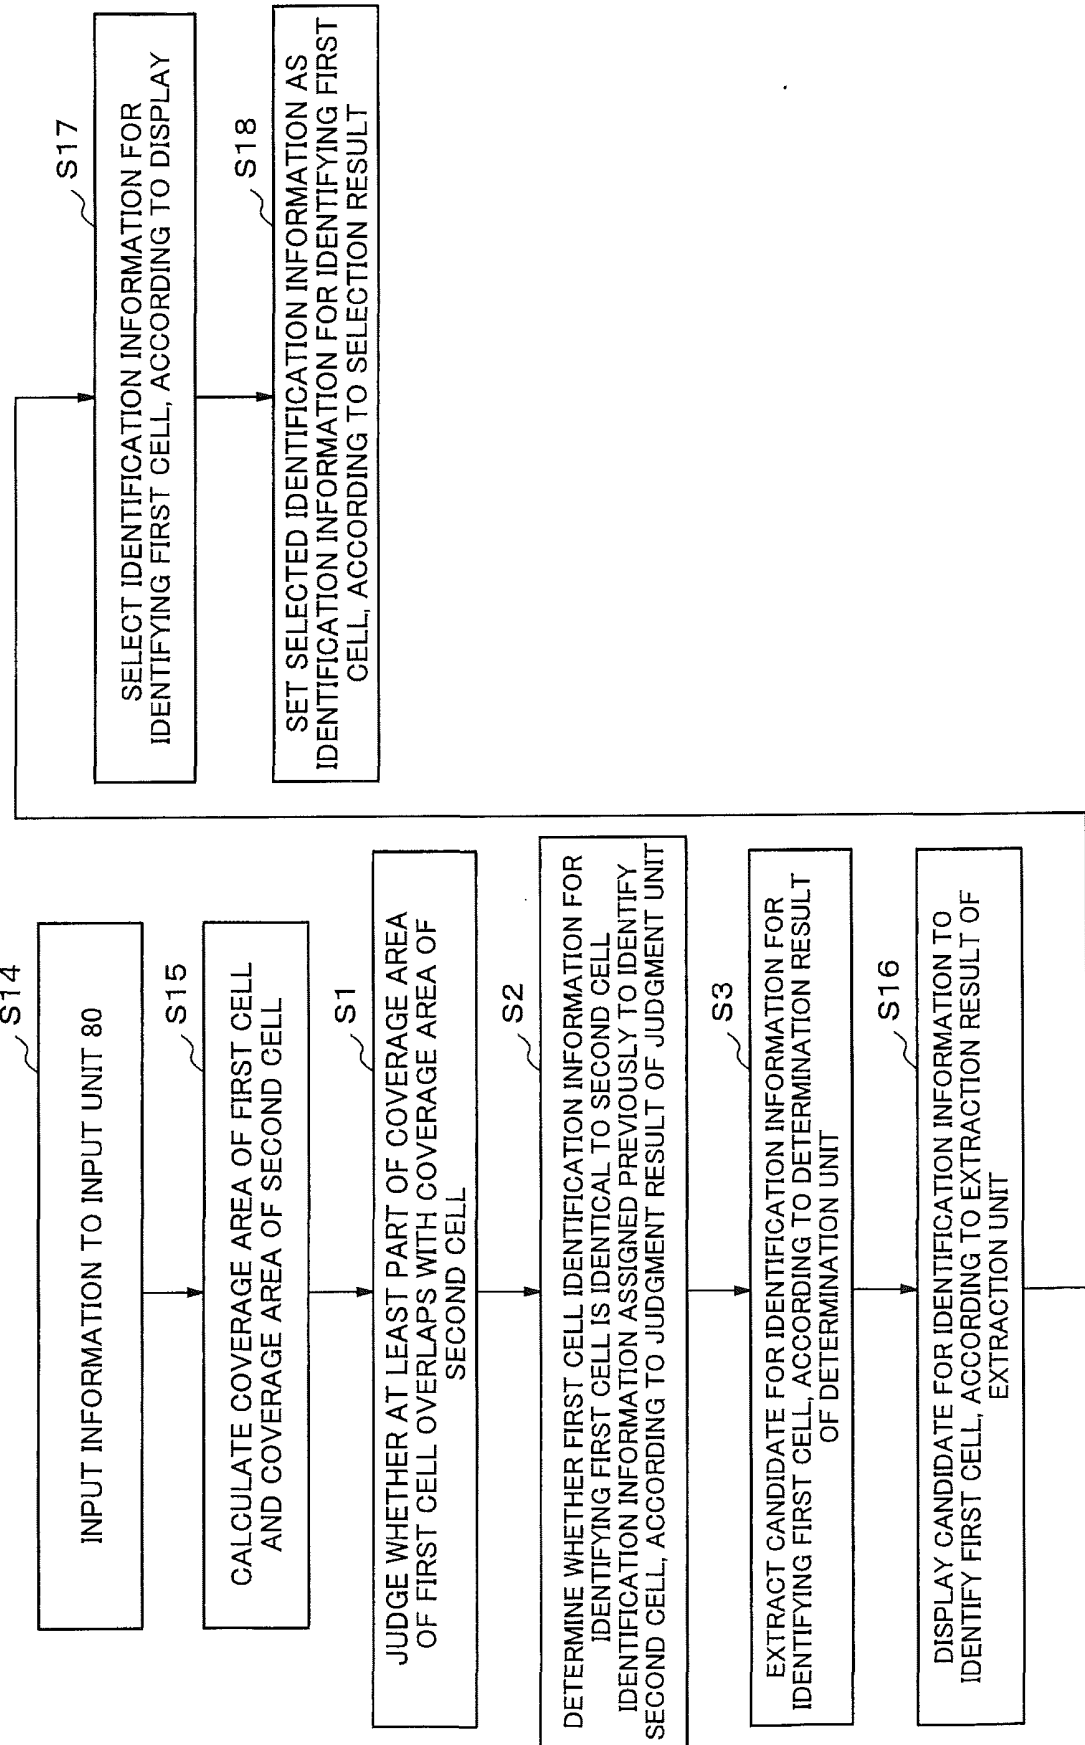 S14
INPUT INFORMATION TO INPUT UNIT 80
S15
CALCULATE COVERAGE AREA OF FIRST CELL
AND COVERAGE AREA OF SECOND CELL
S1
JUDGE WHETHER AT LEAST PART OF COVERAGE AREA
OF FIRST CELL OVERLAPS WITH COVERAGE AREA OF
SECOND CELL
S2
DETERMINE WHETHER FIRST CELL IDENTIFICATION INFORMATION FOR
IDENTIFYING FIRST CELL IS IDENTICAL TO SECOND CELL
IDENTIFICATION INFORMATION ASSIGNED PREVIOUSLY TO IDENTIFY
SECOND CELL, ACCORDING TO JUDGMENT RESULT OF JUDGMENT UNIT
S3
EXTRACT CANDIDATE FOR IDENTIFICATION INFORMATION FOR
IDENTIFYING FIRST CELL, ACCORDING TO DETERMINATION RESULT
OF DETERMINATION UNIT
S16
DISPLAY CANDIDATE FOR IDENTIFICATION INFORMATION TO
IDENTIFY FIRST CELL, ACCORDING TO EXTRACTION RESULT OF
EXTRACTION UNIT
S17
SELECT IDENTIFICATION INFORMATION FOR
IDENTIFYING FIRST CELL, ACCORDING TO DISPLAY
S18
SET SELECTED IDENTIFICATION INFORMATION AS
IDENTIFICATION INFORMATION FOR IDENTIFYING FIRST
CELL, ACCORDING TO SELECTION RESULT